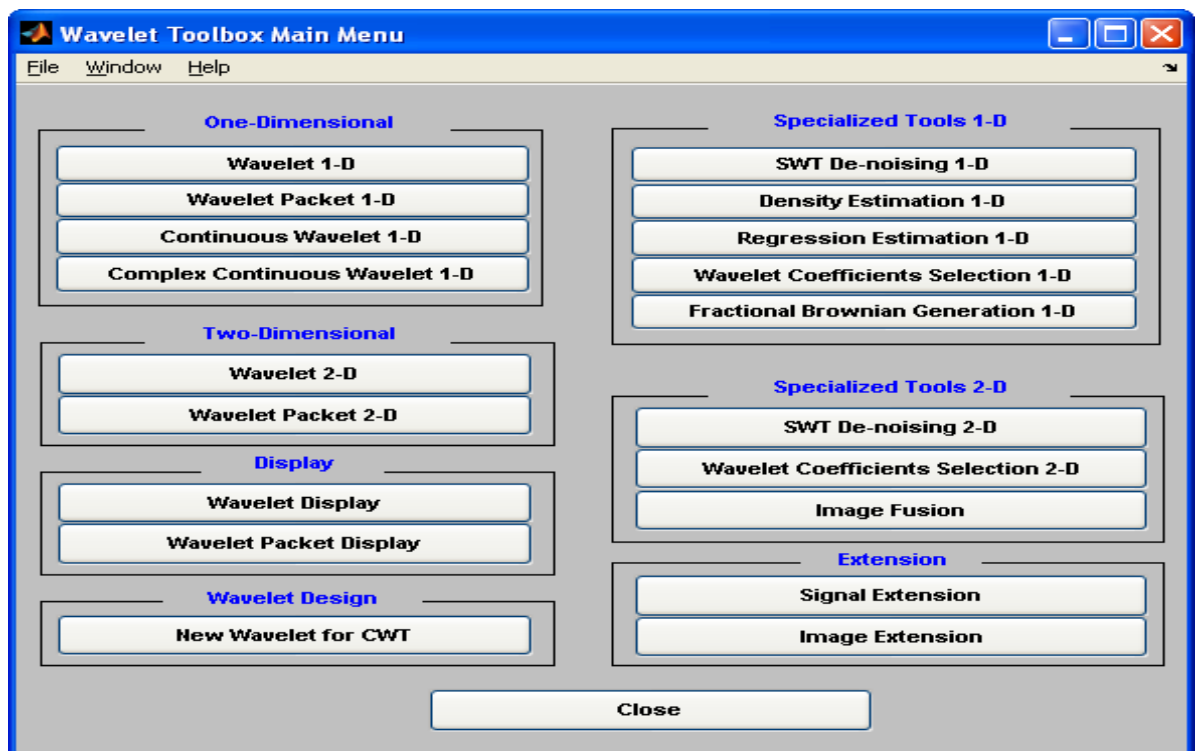 Wavelet Toolbox Main Menu
File Window Help
One-Dimensional
Wavelet 1-D
Wavelet Packet 1-D
Continuous Wavelet 1-D
Complex Continuous Wavelet 1-D
Two-Dimensional
Wavelet 2-D
Wavelet Packet 2-D
Display
Wavelet Display
Wavelet Packet Display
Wavelet Design
New Wavelet for CWT
Specialized Tools 1-D
SWT De-noising 1-D
Density Estimation 1-D
Regression Estimation 1-D
Wavelet Coefficients Selection 1-D
Fractional Brownian Generation 1-D
Specialized Tools 2-D
SWT De-noising 2-D
Wavelet Coefficients Selection 2-D
Image Fusion
Extension
Signal Extension
Image Extension
Close